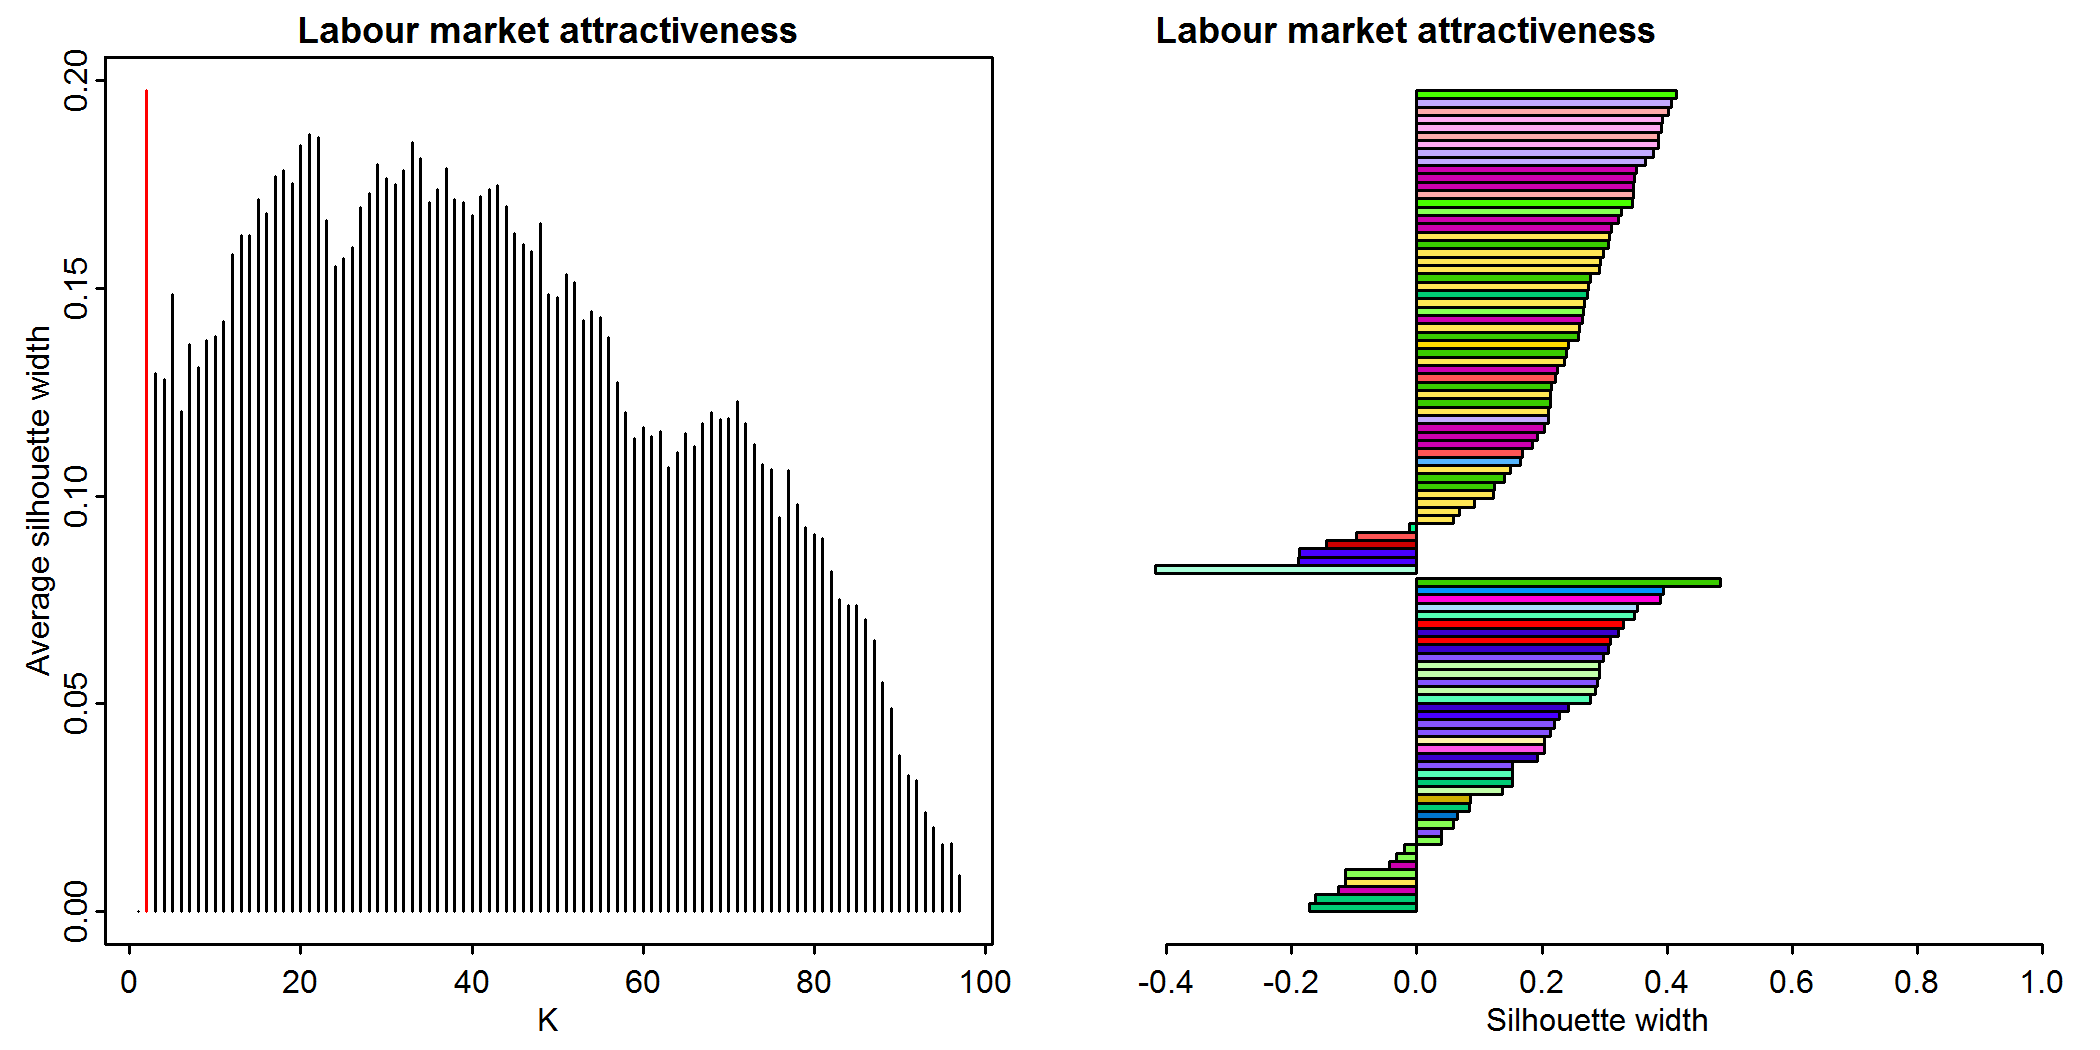 Labour market attractiveness
Average silhouette width
0.20
0.15
0.10
0.05
0.00
0 20 40 60 80 100
K
Labour market attractiveness
-0.4 -0.2 0.0 0.2 0.4 0.6 0.8 1.0
Silhouette width